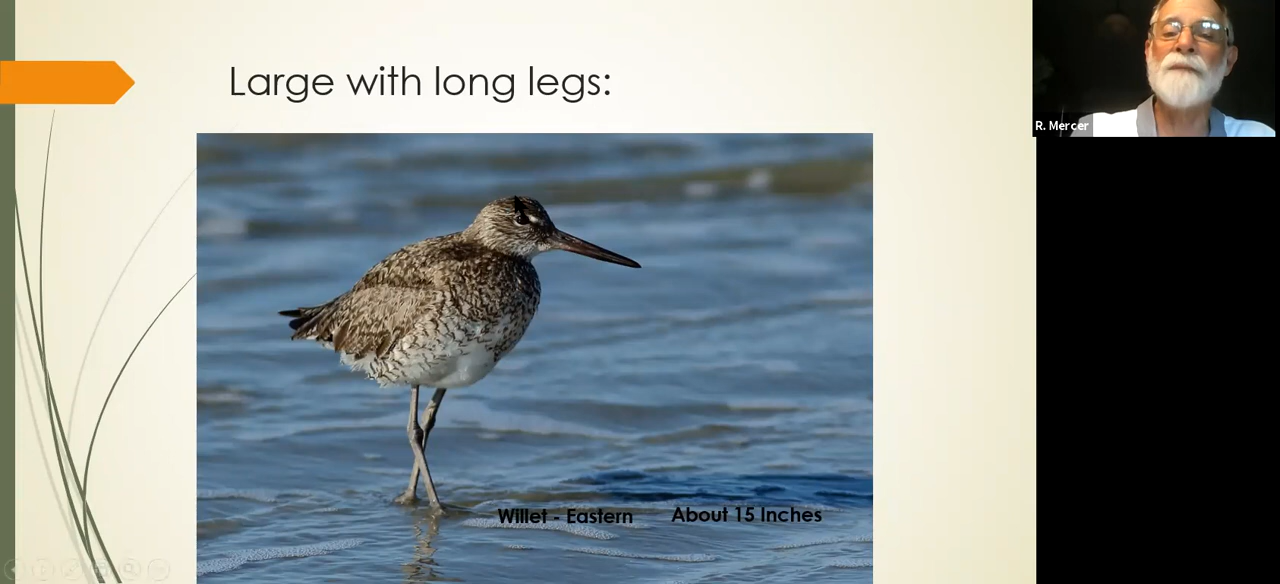 Large with long legs:
R. Mercer
Willet - Eastern
About 15 Inches